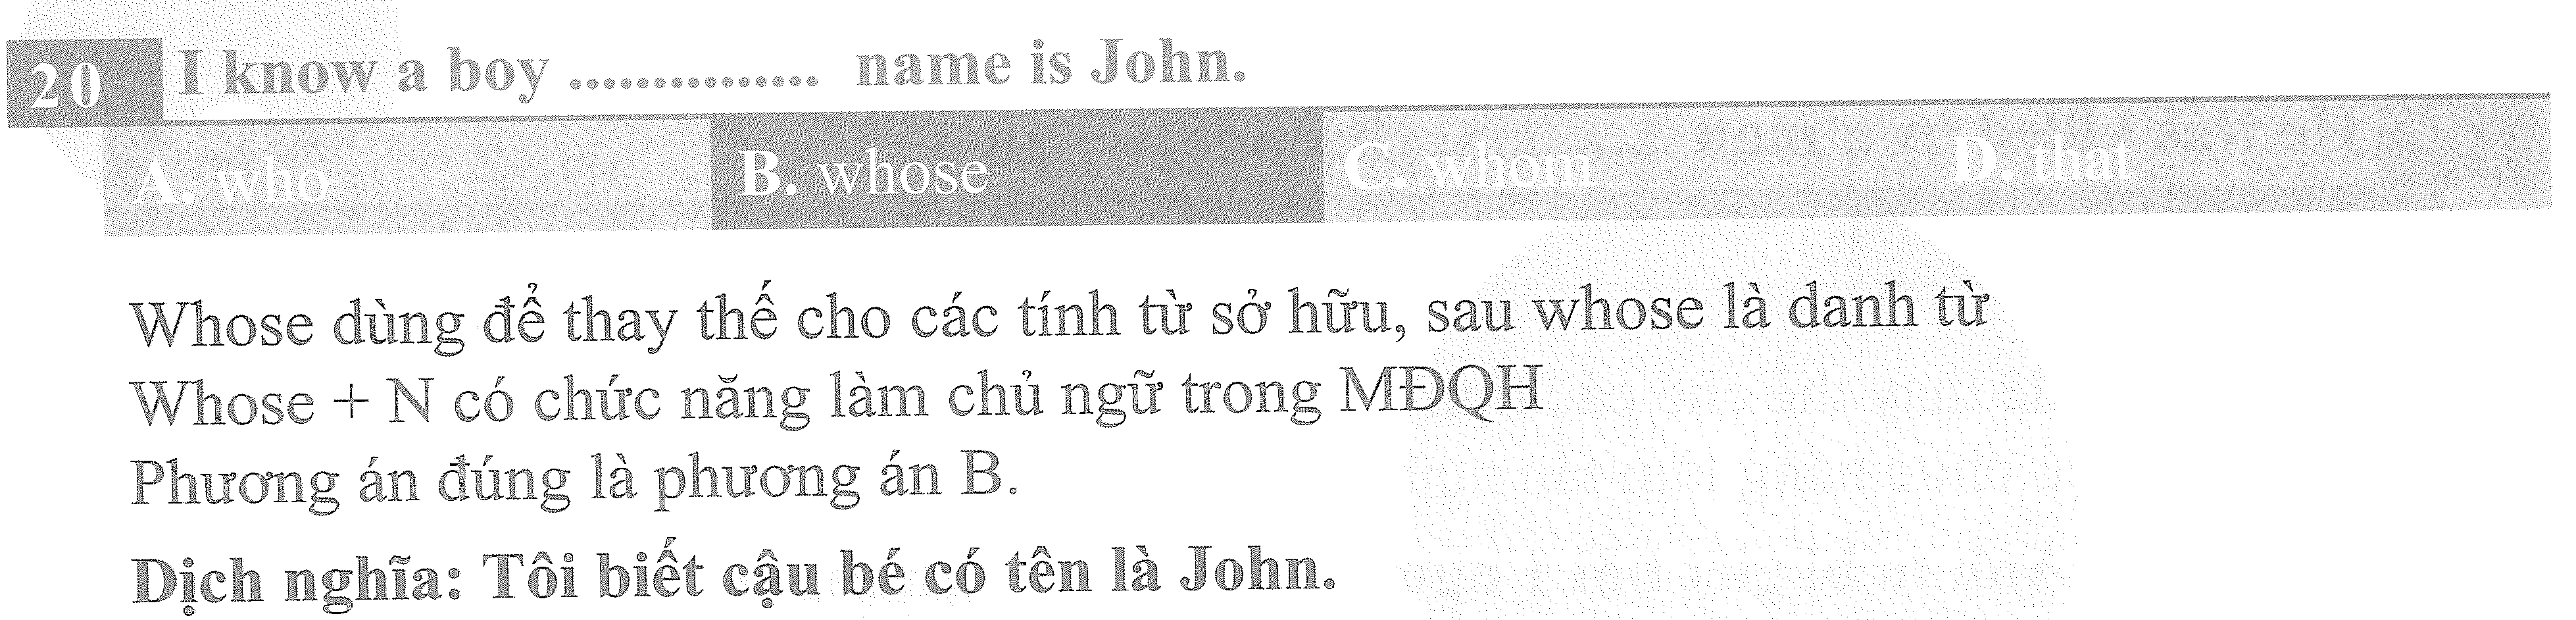 20 I know a boy .............. name is John.
A. who B. whose C. whom D. that
Whose dùng để thay thế cho các tính từ sở hữu, sau whose là danh từ
Whose + N có chức năng làm chủ ngữ trong MĐQH
Phương án đúng là phương án B.
Dịch nghĩa: Tôi biết cậu bé có tên là John.